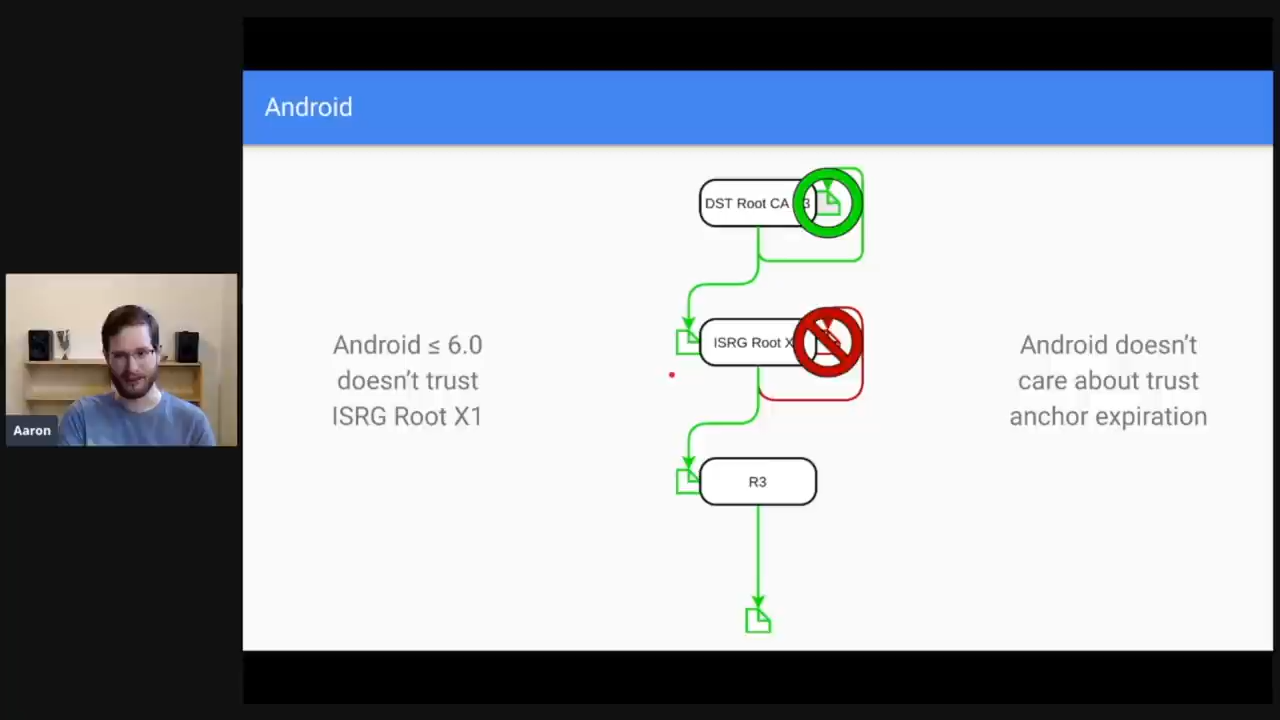 Android
DST Root CA 3
Android ≤ 6.0
doesn’t trust
ISRG Root X1
ISRG Root X
Android doesn’t
care about trust
anchor expiration
Aaron
R3